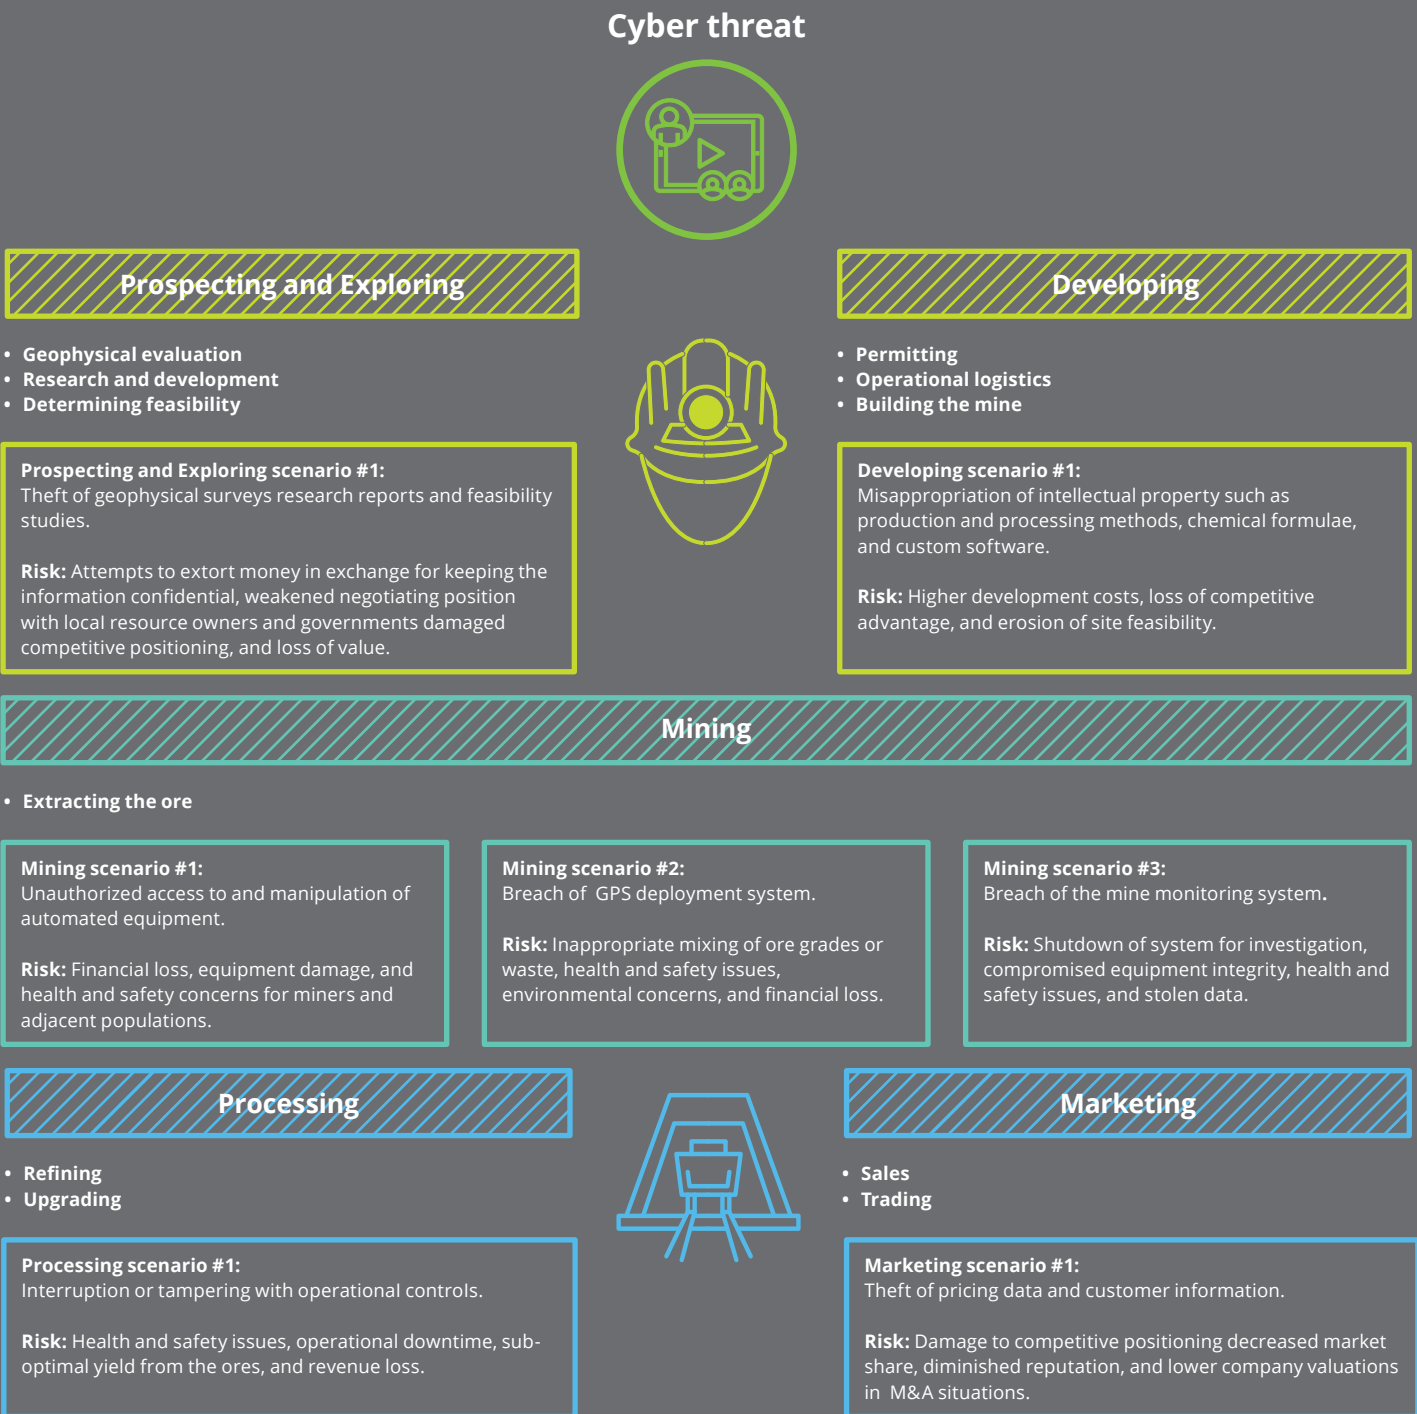 Cyber threat
Prospecting and Exploring
• Geophysical evaluation
• Research and development
• Determining feasibility
Prospecting and Exploring scenario #1:
Theft of geophysical surveys research reports and feasibility
studies.
Risk: Attempts to extort money in exchange for keeping the
information confidential, weakened negotiating position
with local resource owners and governments damaged
competitive positioning, and loss of value.
Developing
• Permitting
• Operational logistics
• Building the mine
Developing scenario #1:
Misappropriation of intellectual property such as
production and processing methods, chemical formulae,
and custom software.
Risk: Higher development costs, loss of competitive
advantage, and erosion of site feasibility.
Mining
• Extracting the ore
Mining scenario #1:
Unauthorized access to and manipulation of
automated equipment.
Risk: Financial loss, equipment damage, and
health and safety concerns for miners and
adjacent populations.
Mining scenario #2:
Breach of GPS deployment system.
Risk: Inappropriate mixing of ore grades or
waste, health and safety issues,
environmental concerns, and financial loss.
Mining scenario #3:
Breach of the mine monitoring system.
Risk: Shutdown of system for investigation,
compromised equipment integrity, health and
safety issues, and stolen data.
Processing
• Refining
• Upgrading
Processing scenario #1:
Interruption or tampering with operational controls.
Risk: Health and safety issues, operational downtime, sub-
optimal yield from the ores, and revenue loss.
Marketing
• Sales
• Trading
Marketing scenario #1:
Theft of pricing data and customer information.
Risk: Damage to competitive positioning decreased market
share, diminished reputation, and lower company valuations
in M&A situations.